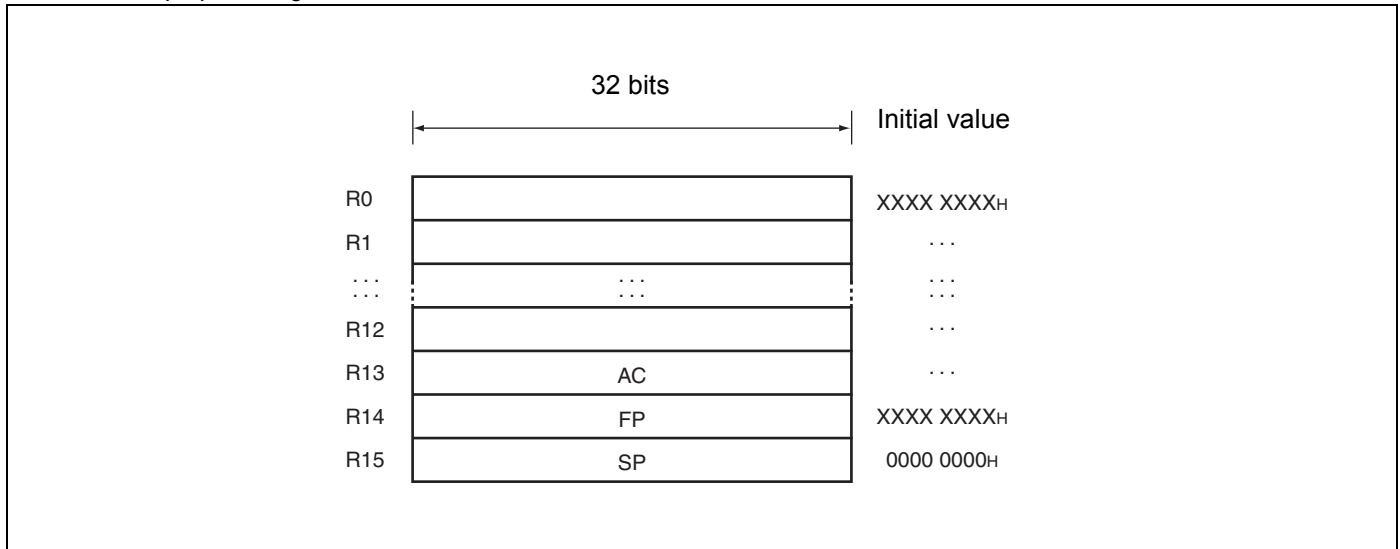 32 bits
Initial value
R0 XXXX XXXXH
R1 ...
... ... ...
... ... ...
R12 ...
R13 AC ...
R14 FP XXXX XXXXH
R15 SP 0000 0000H